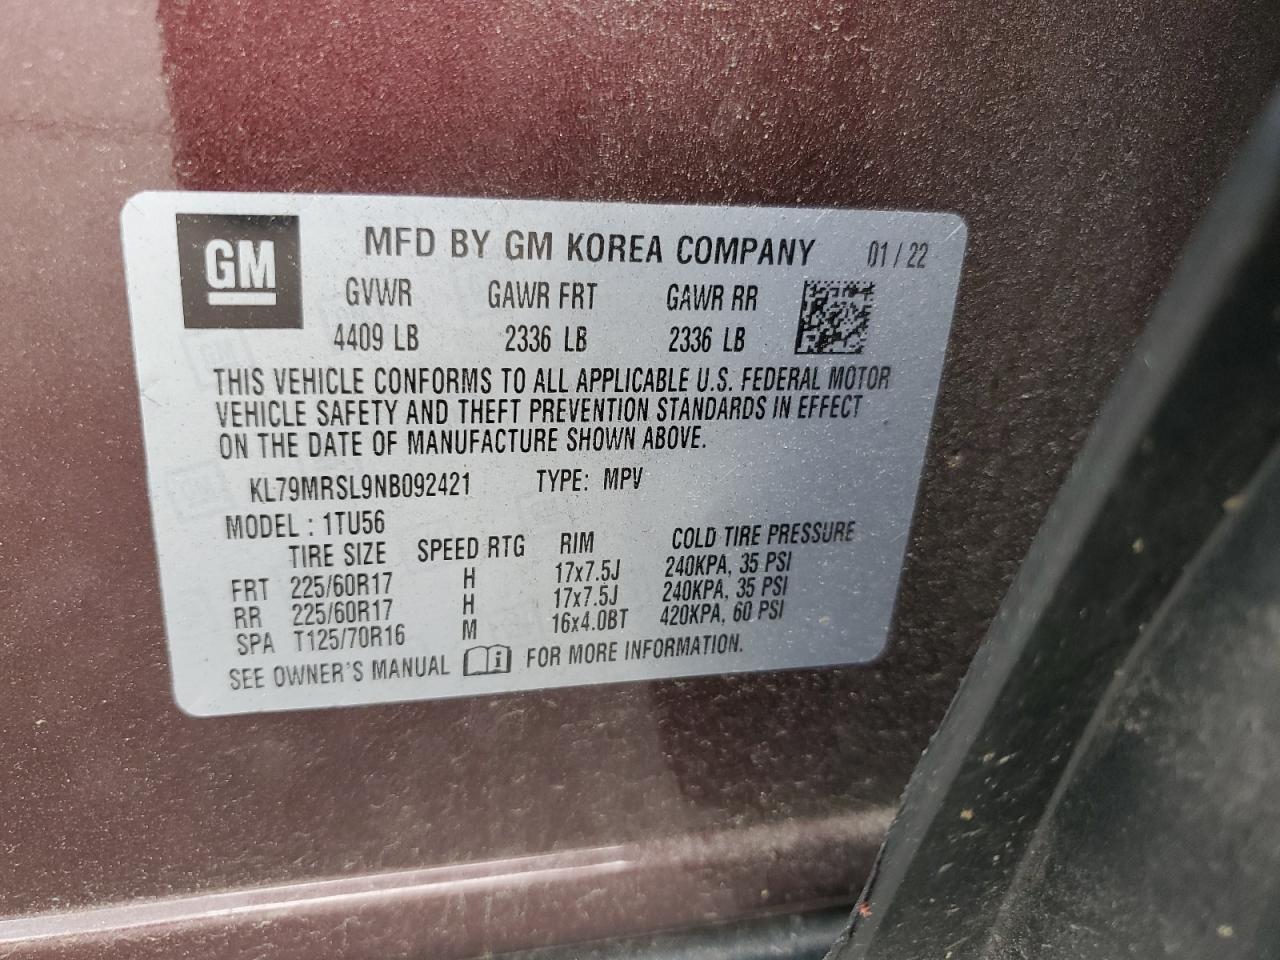 GM
MFD BY GM KOREA COMPANY 01 / 22
GVWR GAWR FRT GAWR RR
4409 LB 2336 LB 2336 LB
THIS VEHICLE CONFORMS TO ALL APPLICABLE U.S. FEDERAL MOTOR
VEHICLE SAFETY AND THEFT PREVENTION STANDARDS IN EFFECT
ON THE DATE OF MANUFACTURE SHOWN ABOVE.
KL79MRSL9NB092421 TYPE: MPV
MODEL : 1TU56
TIRE SIZE SPEED RTG RIM COLD TIRE PRESSURE
FRT 225/60R17 H 17x7.5J 240KPA, 35 PSI
RR 225/60R17 H 17x7.5J 240KPA, 35 PSI
SPA T125/70R16 M 16x4.0BT 420KPA, 60 PSI
SEE OWNER'S MANUAL FOR MORE INFORMATION.